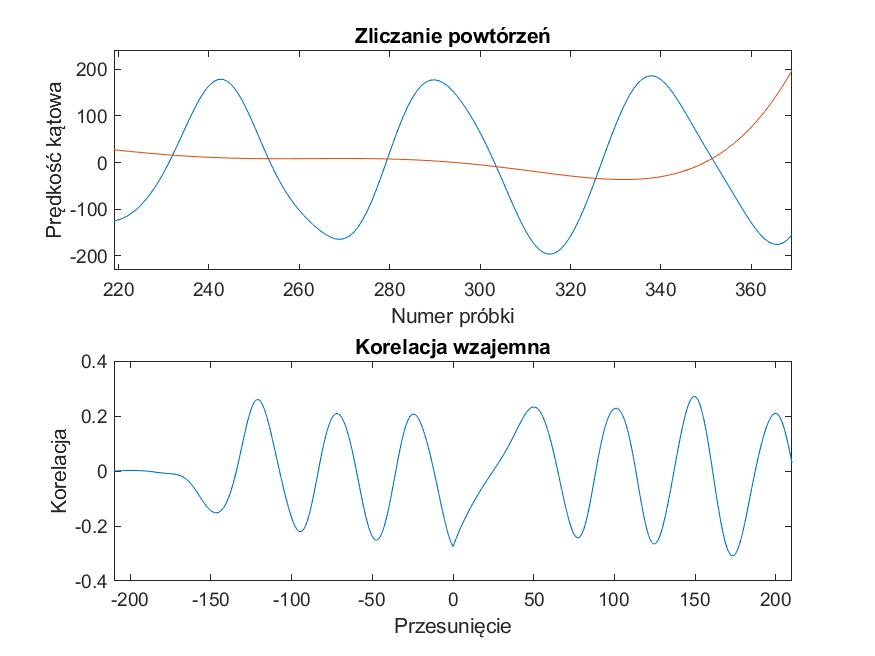 Zliczanie powtórzeń
Prędkość kątowa
200
100
0
-100
-200
220 240 260 280 300 320 340 360
Numer próbki
Korelacja wzajemna
Korelacja
0.4
0.2
0
-0.2
-0.4
-200 -150 -100 -50 0 50 100 150 200
Przesunięcie